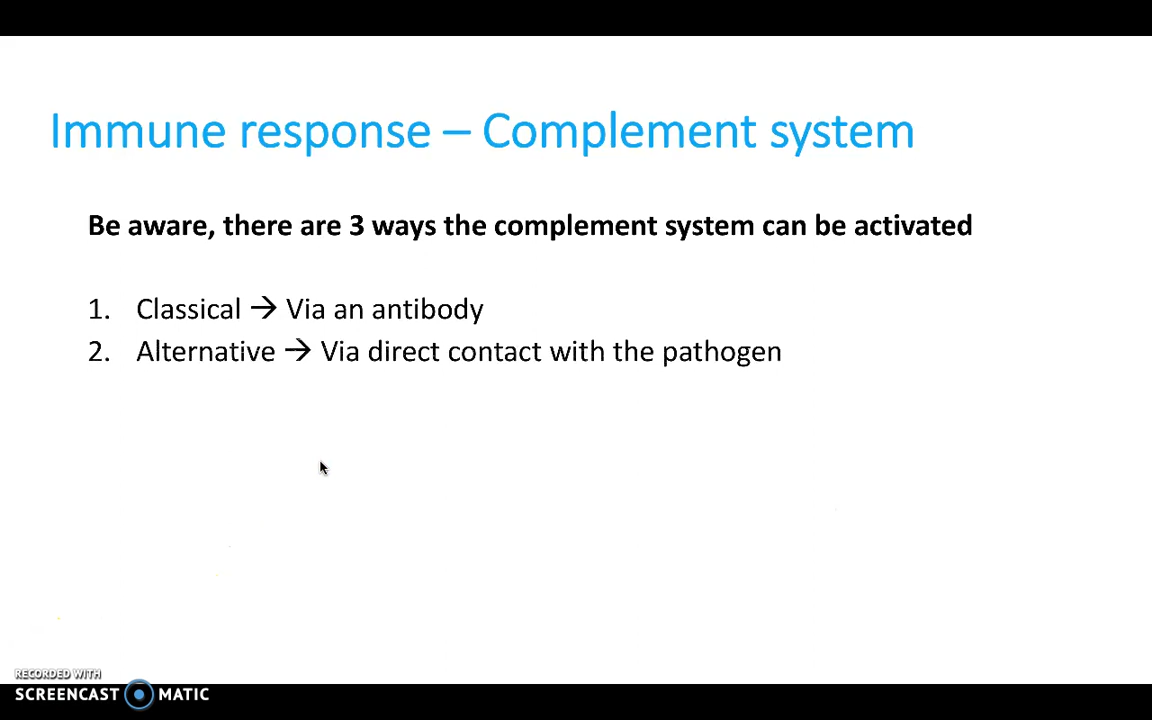 Immune response – Complement system
Be aware, there are 3 ways the complement system can be activated
1. Classical → Via an antibody
2. Alternative → Via direct contact with the pathogen
RECORDED WITH
SCREENCAST MATIC